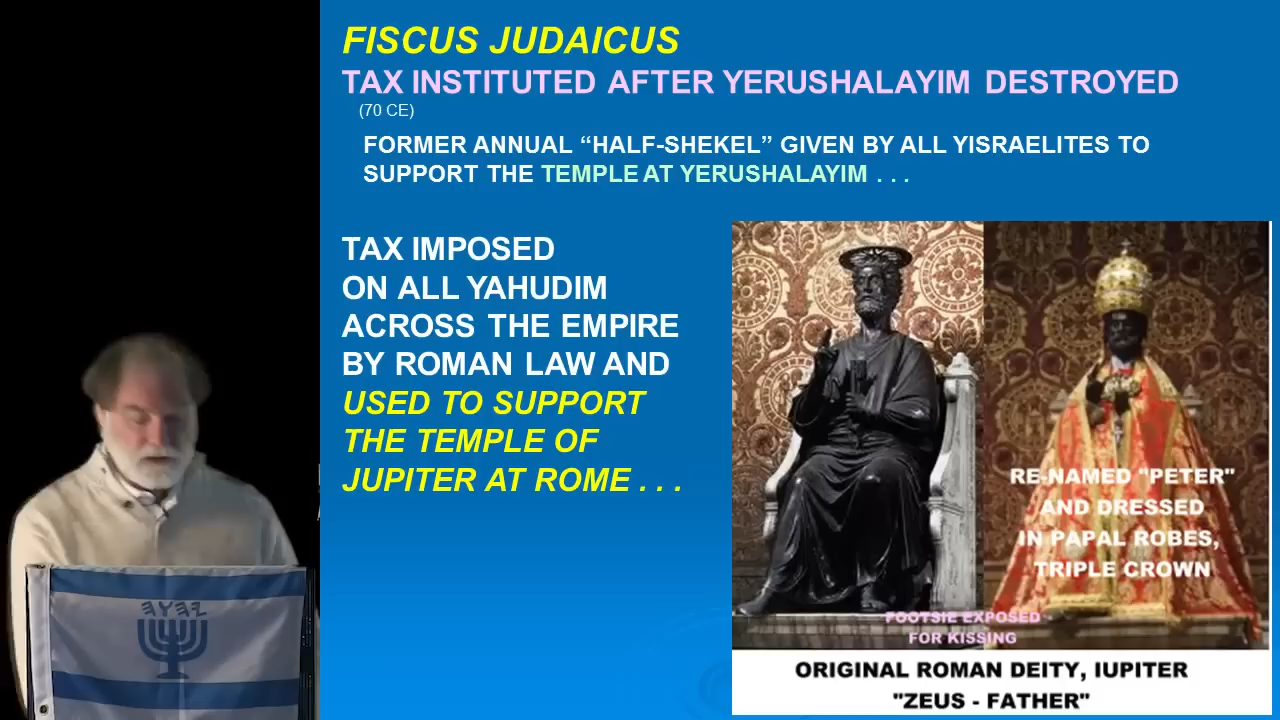 FISCUS JUDAICUS
TAX INSTITUTED AFTER YERUSHALAYIM DESTROYED
(70 CE)
FORMER ANNUAL “HALF-SHEKEL” GIVEN BY ALL YISRAELITES TO
SUPPORT THE TEMPLE AT YERUSHALAYIM . . .
TAX IMPOSED
ON ALL YAHUDIM
ACROSS THE EMPIRE
BY ROMAN LAW AND
USED TO SUPPORT
THE TEMPLE OF
JUPITER AT ROME . . .
RE-NAMED "PETER"
AND DRESSED
IN PAPAL ROBES,
TRIPLE CROWN
FOOTSIE EXPOSED
FOR KISSING
ORIGINAL ROMAN DEITY, IUPITER
"ZEUS - FATHER"